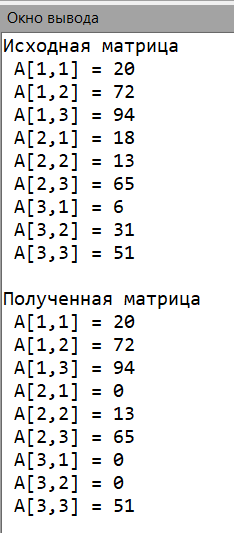 Окно вывода
Исходная матрица
A[1,1] = 20
A[1,2] = 72
A[1,3] = 94
A[2,1] = 18
A[2,2] = 13
A[2,3] = 65
A[3,1] = 6
A[3,2] = 31
A[3,3] = 51
Полученная матрица
A[1,1] = 20
A[1,2] = 72
A[1,3] = 94
A[2,1] = 0
A[2,2] = 13
A[2,3] = 65
A[3,1] = 0
A[3,2] = 0
A[3,3] = 51